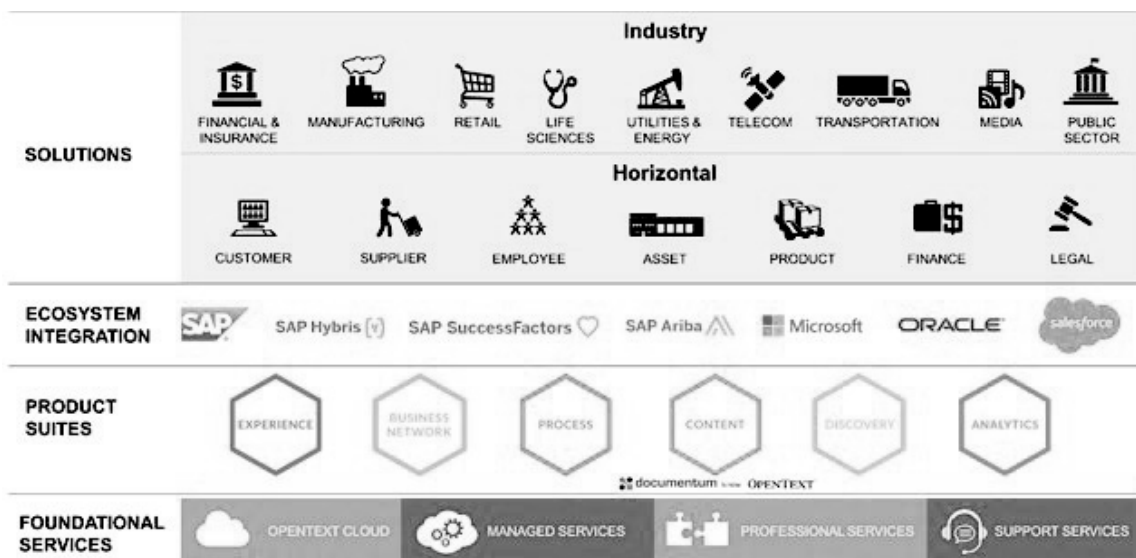 Industry
FINANCIAL &
INSURANCE
MANUFACTURING
RETAIL
LIFE
SCIENCES
UTILITIES &
ENERGY
TELECOM
TRANSPORTATION
MEDIA
PUBLIC
SECTOR
SOLUTIONS
Horizontal
CUSTOMER
SUPPLIER
EMPLOYEE
ASSET
PRODUCT
FINANCE
LEGAL
ECOSYSTEM
INTEGRATION
SAP
SAP Hybris (y)
SAP SuccessFactors
SAP Ariba
Microsoft
ORACLE
salesforce
PRODUCT
SUITES
EXPERIENCE
BUSINESS
NETWORK
PROCESS
CONTENT
DISCOVERY
ANALYTICS
documentum OPENTEXT
FOUNDATIONAL
SERVICES
OPENTEXT CLOUD
MANAGED SERVICES
PROFESSIONAL SERVICES
SUPPORT SERVICES